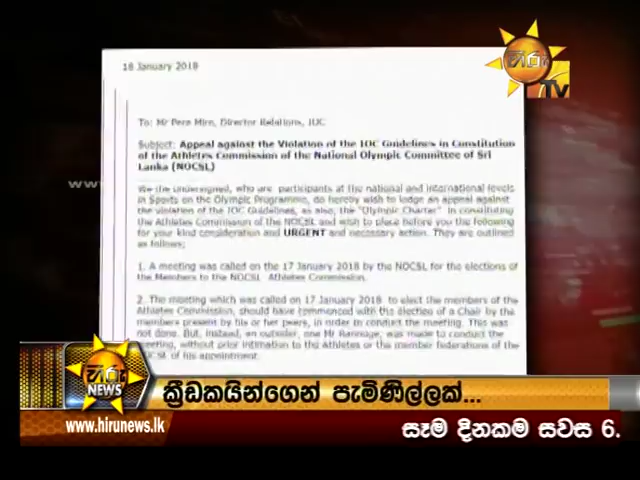 18 January 2018
හිරු
TV
To: Mr Pere Miro, Director Relations, IOC
Subject: Appeal against the Violation of the IOC Guidelines in Constitution
of the Athletes Commission of the National Olympic Committee of Sri
Lanka (NOCSL)
www
We the undersigned, who are participants at the national and international levels
in Sports on the Olympic Programme, do hereby wish to lodge an appeal against
the violation of the IOC Guidelines, as also, the "Olympic Charter" in constituting
the Athletes Commission of the NOCSL and wish to place before you the following
for your kind consideration and URGENT and necessary action. They are outlined
as follows;
1. A meeting was called on the 17 January 2018 by the NOCSL for the elections of
the Members to the NOCSL Athletes Commission.
2. The meeting which was called on 17 January 2018 to elect the members of the
Athletes Commission, should have commenced with the election of a Chair by the
members present by his or her peers, in order to conduct the meeting. This was
not done. But, instead, an outsider, one Mr was made to conduct the
meeting, without prior intimation to the Athletes or the member federations of the
NOCSL of his appointment.
හිරු
NEWS
ක්‍රීඩකයින්ගෙන් පැමිණිල්ලක්...
www.hirunews.lk
සෑම දිනකම සවස 6.